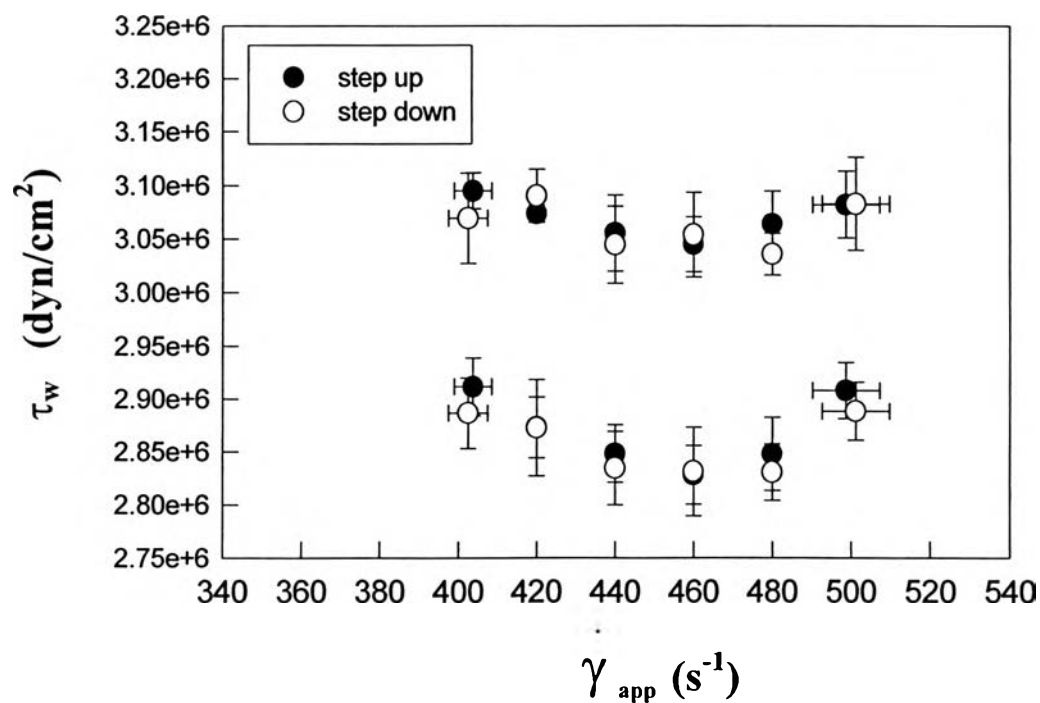 3.25e+6
3.20e+6
3.15e+6
3.10e+6
3.05e+6
3.00e+6
2.95e+6
2.90e+6
2.85e+6
2.80e+6
2.75e+6
τw (dyn/cm²)
step up
step down
340 360 380 400 420 440 460 480 500 520 540
γ app (s⁻¹)